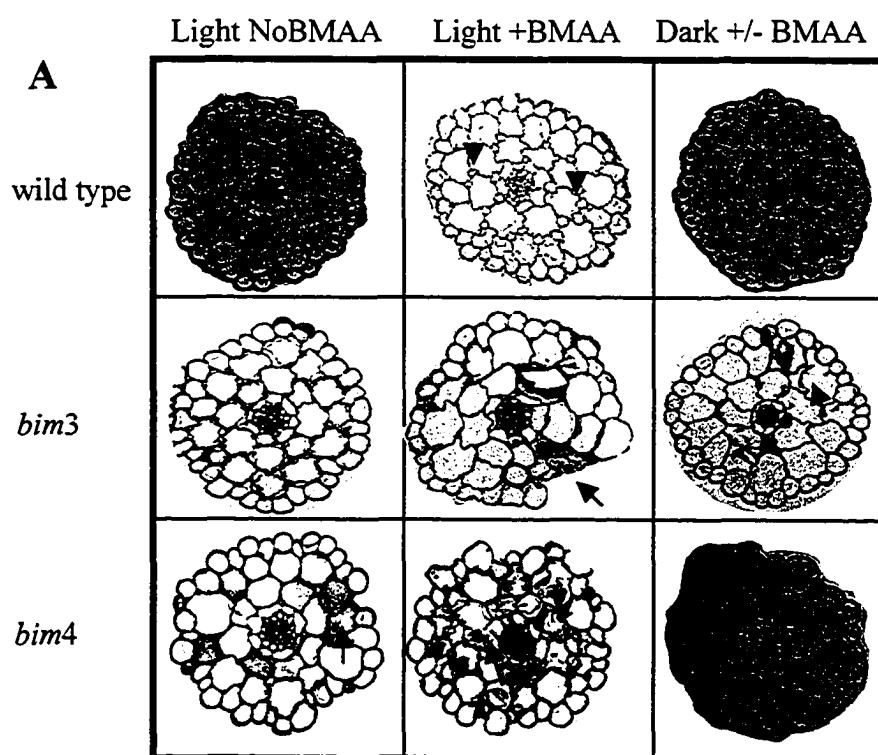 Light NoBMAA Light +BMAA Dark +/- BMAA
A
wild type
bim3
bim4